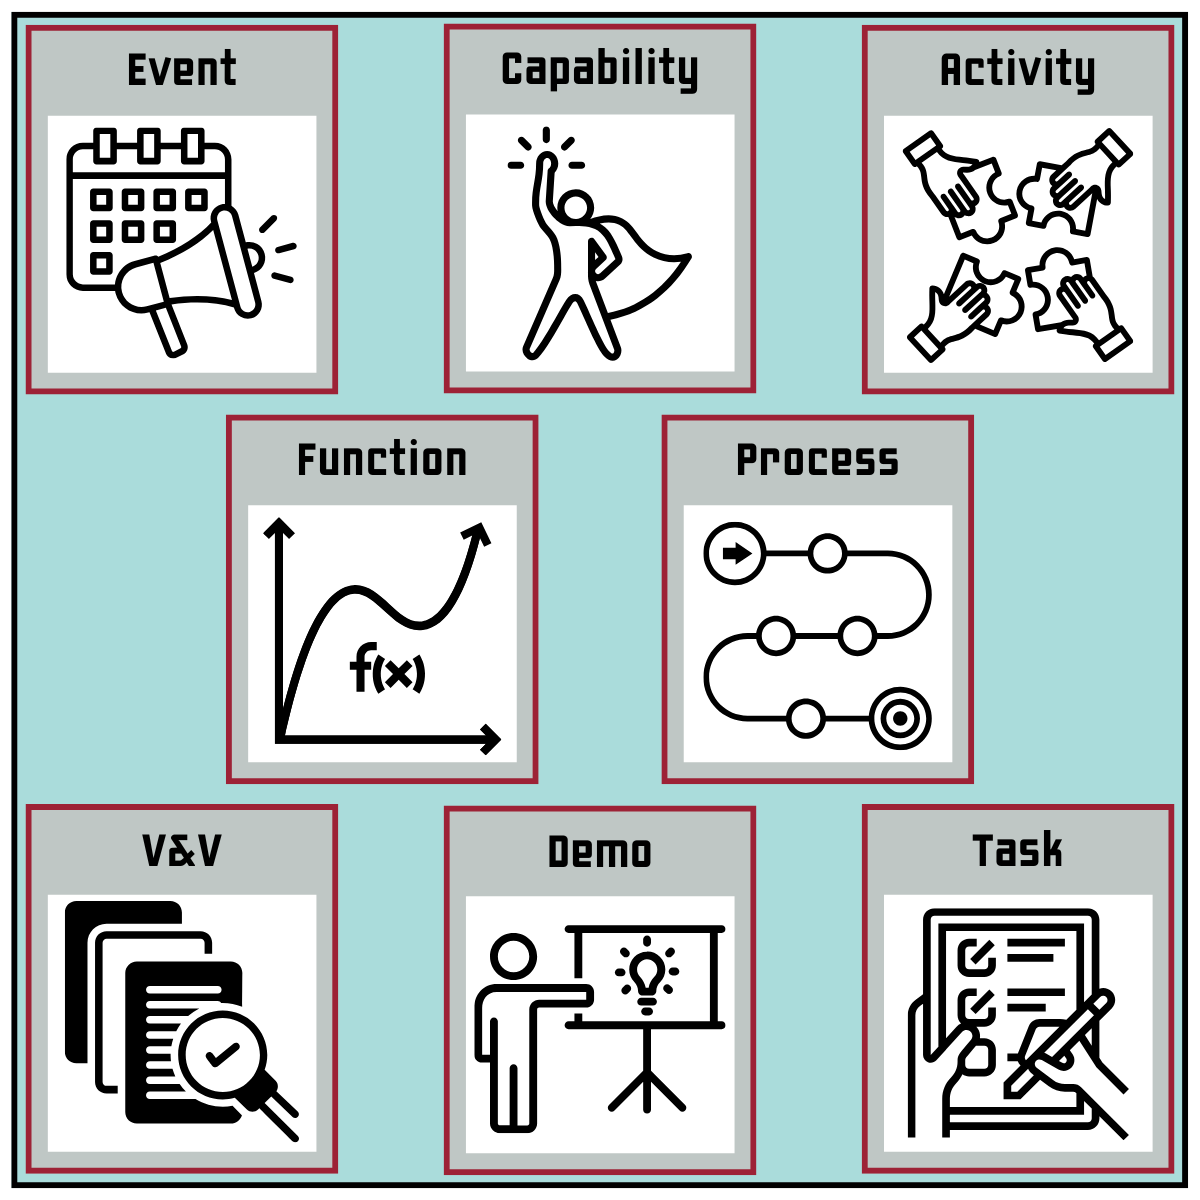 Event
Capability
Activity
Function
Process
f(x)
V&V
Demo
Task